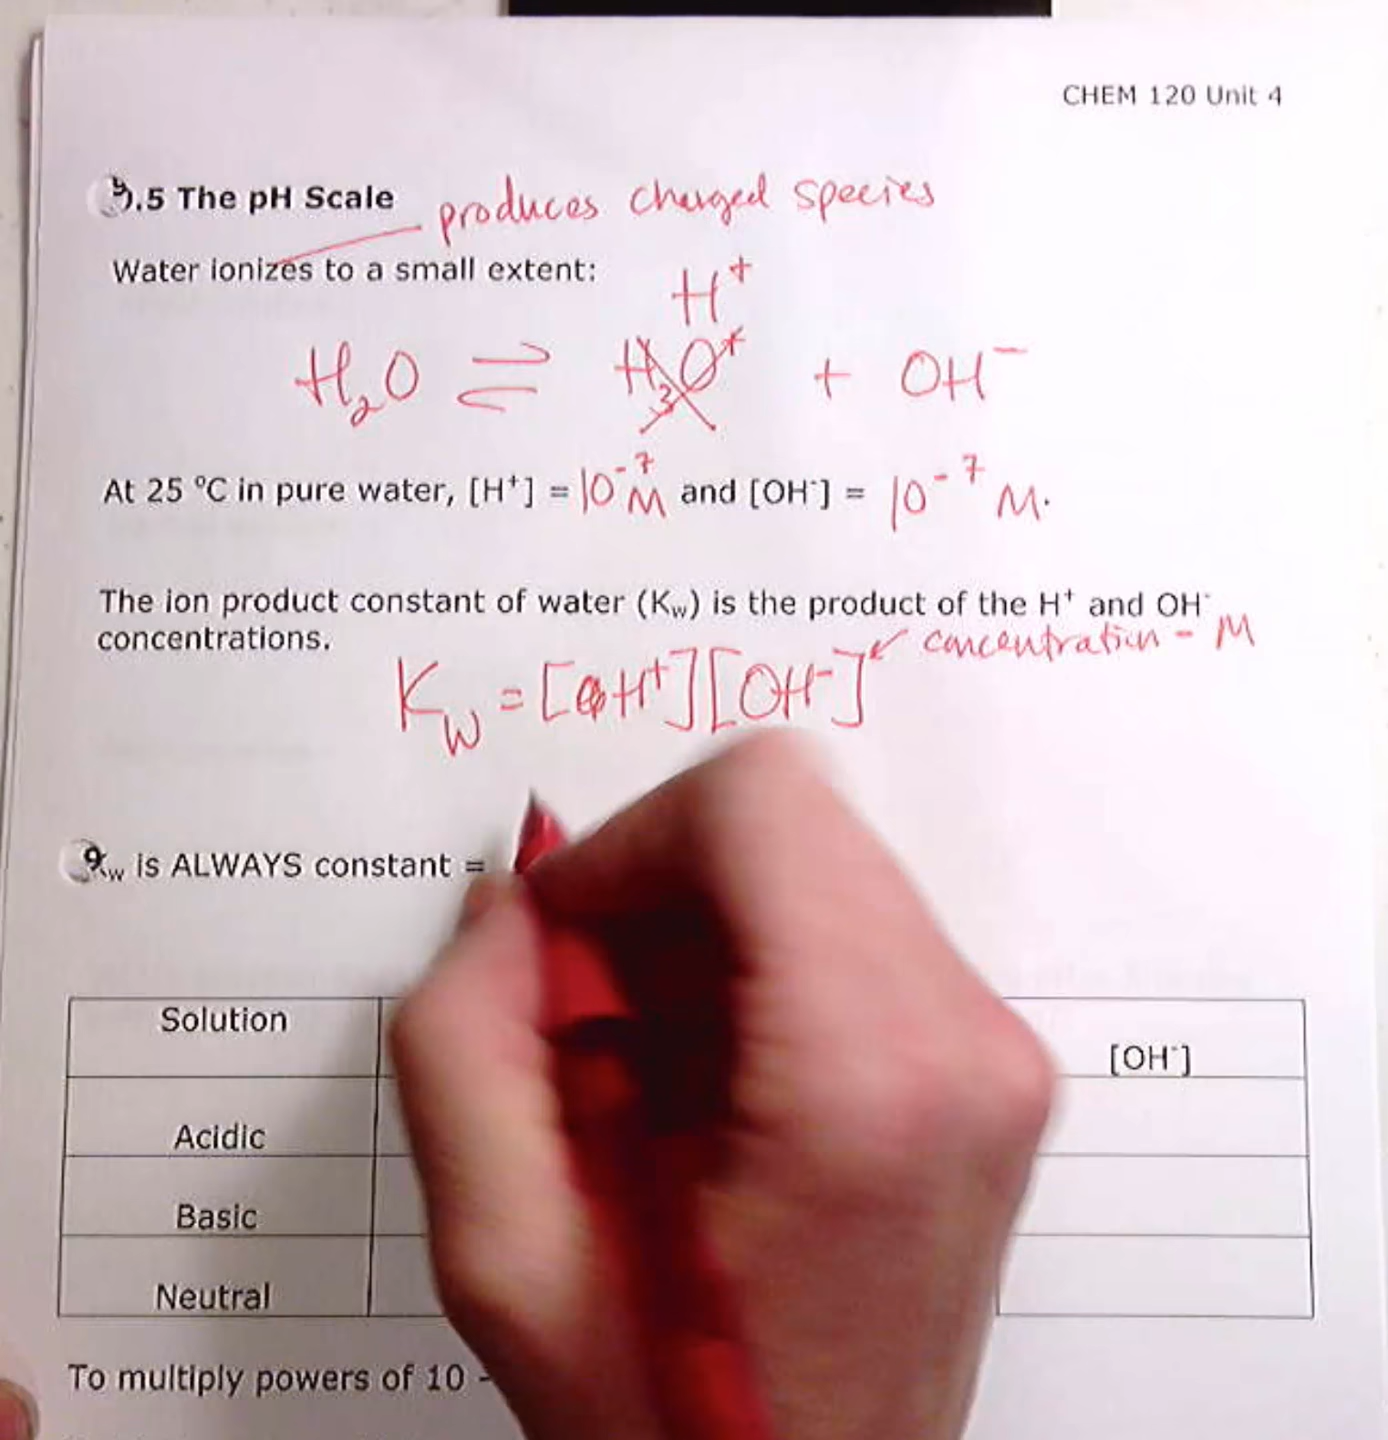 CHEM 120 Unit 4
9.5 The pH Scale produces charged species
Water ionizes to a small extent:
H⁺
H₂O ⇌ H₃O⁺ + OH⁻
At 25 ºC in pure water, [H⁺] = 10⁻⁷ M and [OH⁻] = 10⁻⁷ M.
The ion product constant of water (Kw) is the product of the H⁺ and OH⁻
concentrations.
concentration - M
Kw = [H⁺][OH⁻]
Kw is ALWAYS constant =
Solution [OH⁻]
Acidic
Basic
Neutral
To multiply powers of 10 -